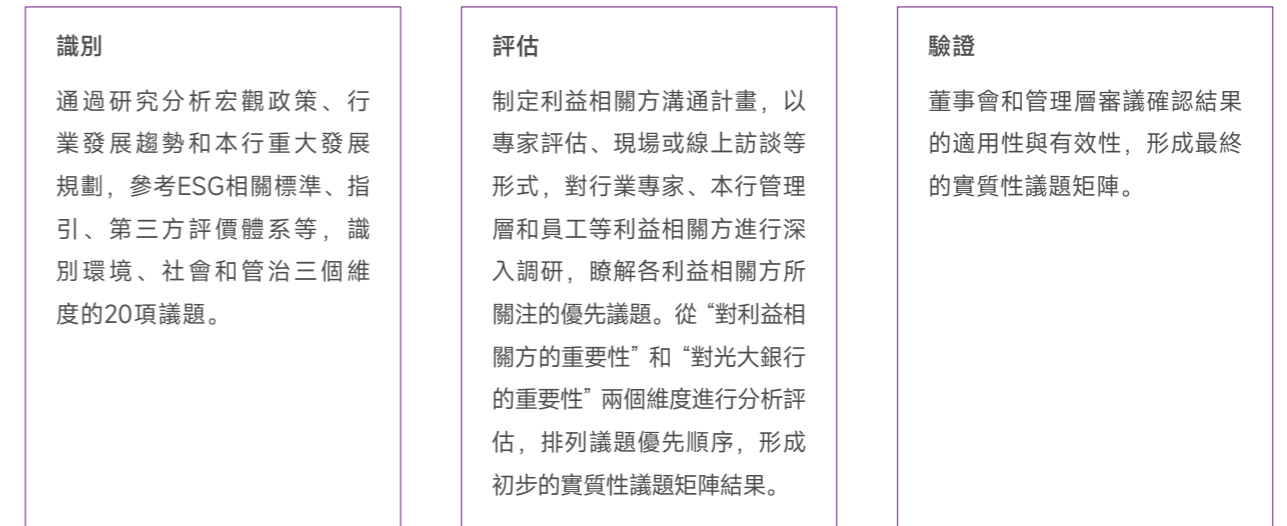 識別
通過研究分析宏觀政策、行
業發展趨勢和本行重大發展
規劃，參考ESG相關標準、指
引、第三方評價體系等，識
別環境、社會和管治三個維
度的20項議題。
評估
制定利益相關方溝通計畫，以
專家評估、現場或線上訪談等
形式，對行業專家、本行管理
層和員工等利益相關方進行深
入調研，瞭解各利益相關方所
關注的優先議題。從“對利益相
關方的重要性”和“對光大銀行
的重要性”兩個維度進行分析評
估，排列議題優先順序，形成
初步的實質性議題矩陣結果。
驗證
董事會和管理層審議確認結果
的適用性與有效性，形成最終
的實質性議題矩陣。